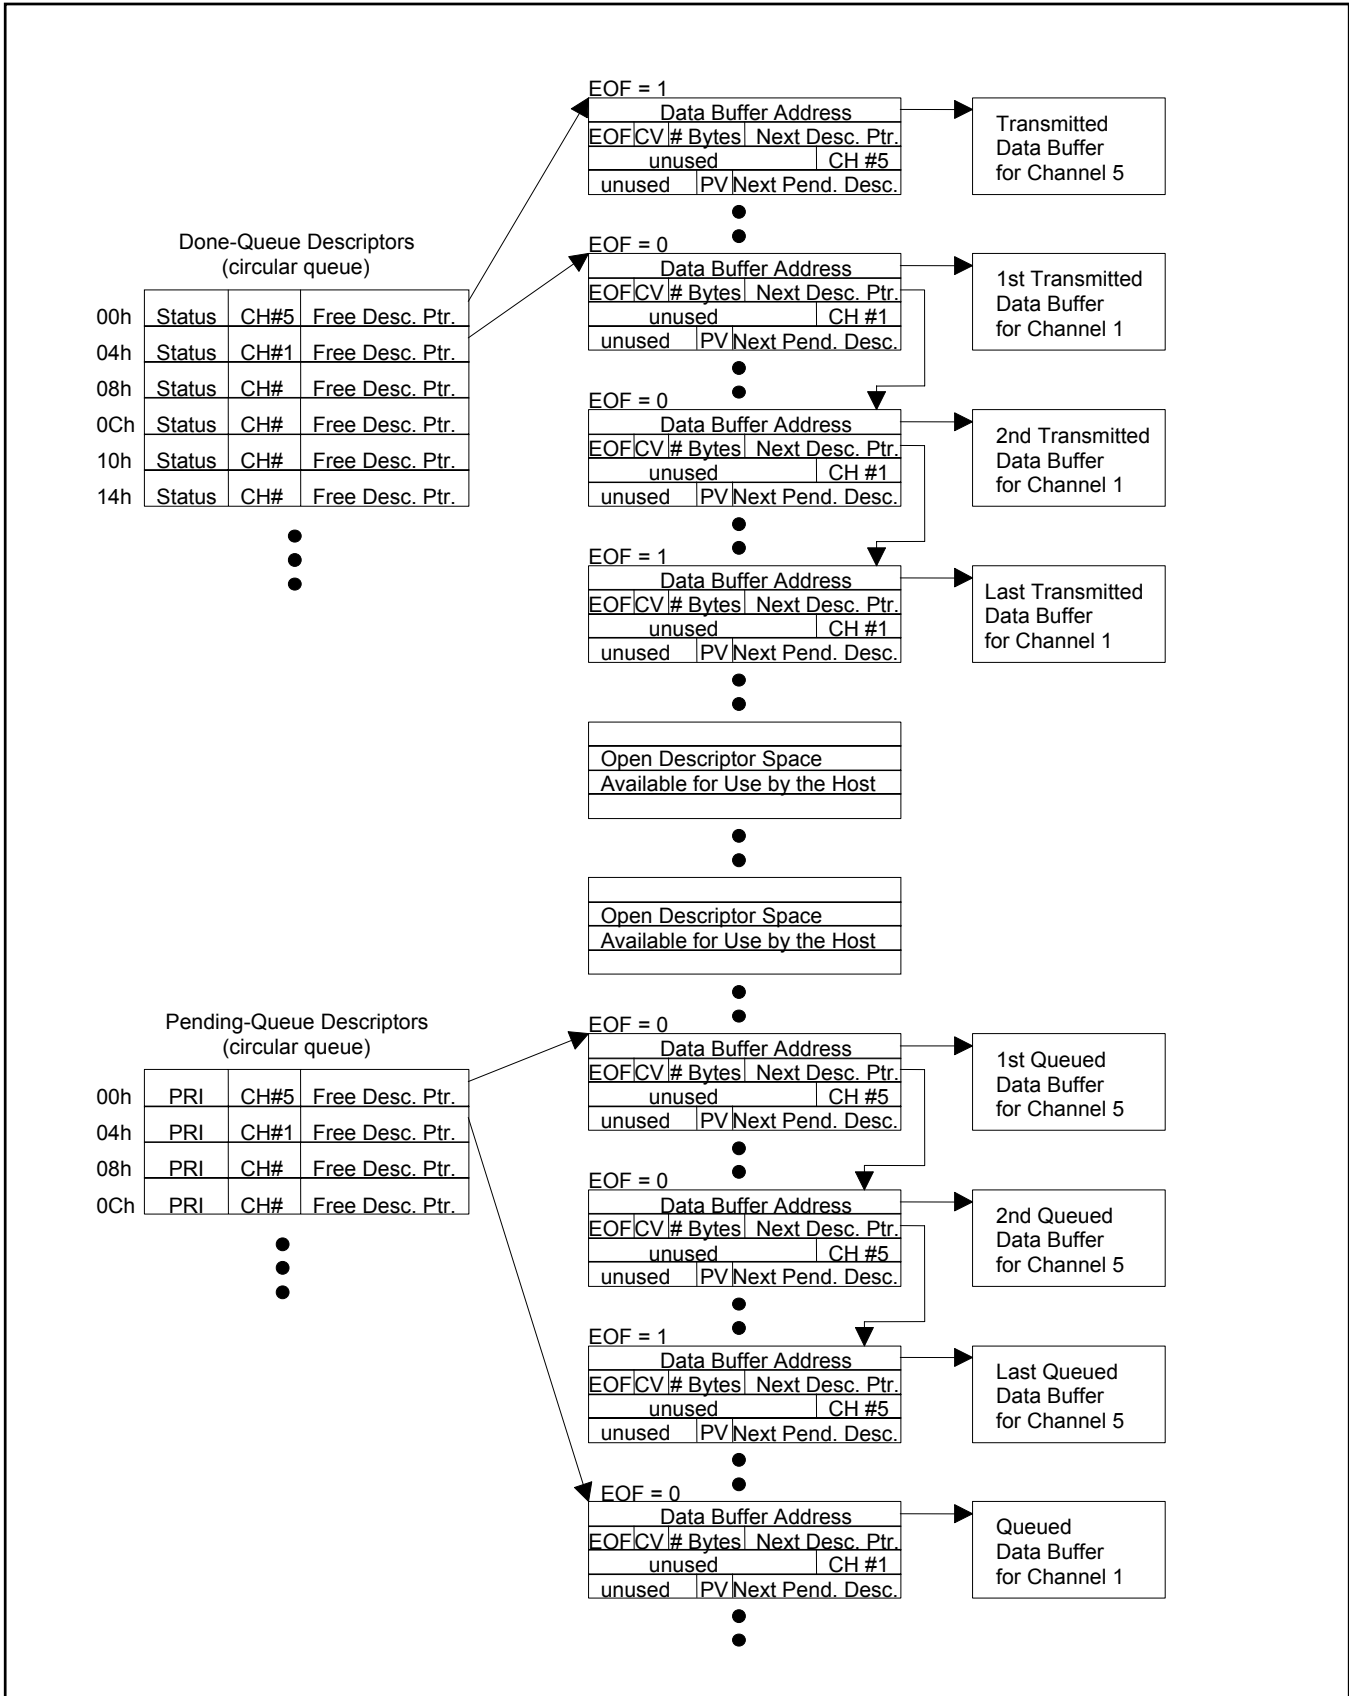 EOF = 1
Data Buffer Address
EOF CV # Bytes Next Desc. Ptr.
unused CH #5
unused PV Next Pend. Desc.
Transmitted
Data Buffer
for Channel 5
Done-Queue Descriptors
(circular queue)
00h Status CH#5 Free Desc. Ptr.
04h Status CH#1 Free Desc. Ptr.
08h Status CH# Free Desc. Ptr.
0Ch Status CH# Free Desc. Ptr.
10h Status CH# Free Desc. Ptr.
14h Status CH# Free Desc. Ptr.
EOF = 0
Data Buffer Address
EOF CV # Bytes Next Desc. Ptr.
unused CH #1
unused PV Next Pend. Desc.
1st Transmitted
Data Buffer
for Channel 1
EOF = 0
Data Buffer Address
EOF CV # Bytes Next Desc. Ptr.
unused CH #1
unused PV Next Pend. Desc.
2nd Transmitted
Data Buffer
for Channel 1
EOF = 1
Data Buffer Address
EOF CV # Bytes Next Desc. Ptr.
unused CH #1
unused PV Next Pend. Desc.
Last Transmitted
Data Buffer
for Channel 1
Open Descriptor Space
Available for Use by the Host
Open Descriptor Space
Available for Use by the Host
Pending-Queue Descriptors
(circular queue)
00h PRI CH#5 Free Desc. Ptr.
04h PRI CH#1 Free Desc. Ptr.
08h PRI CH# Free Desc. Ptr.
0Ch PRI CH# Free Desc. Ptr.
EOF = 0
Data Buffer Address
EOF CV # Bytes Next Desc. Ptr.
unused CH #5
unused PV Next Pend. Desc.
1st Queued
Data Buffer
for Channel 5
EOF = 0
Data Buffer Address
EOF CV # Bytes Next Desc. Ptr.
unused CH #5
unused PV Next Pend. Desc.
2nd Queued
Data Buffer
for Channel 5
EOF = 1
Data Buffer Address
EOF CV # Bytes Next Desc. Ptr.
unused CH #5
unused PV Next Pend. Desc.
Last Queued
Data Buffer
for Channel 5
EOF = 0
Data Buffer Address
EOF CV # Bytes Next Desc. Ptr.
unused CH #1
unused PV Next Pend. Desc.
Queued
Data Buffer
for Channel 1